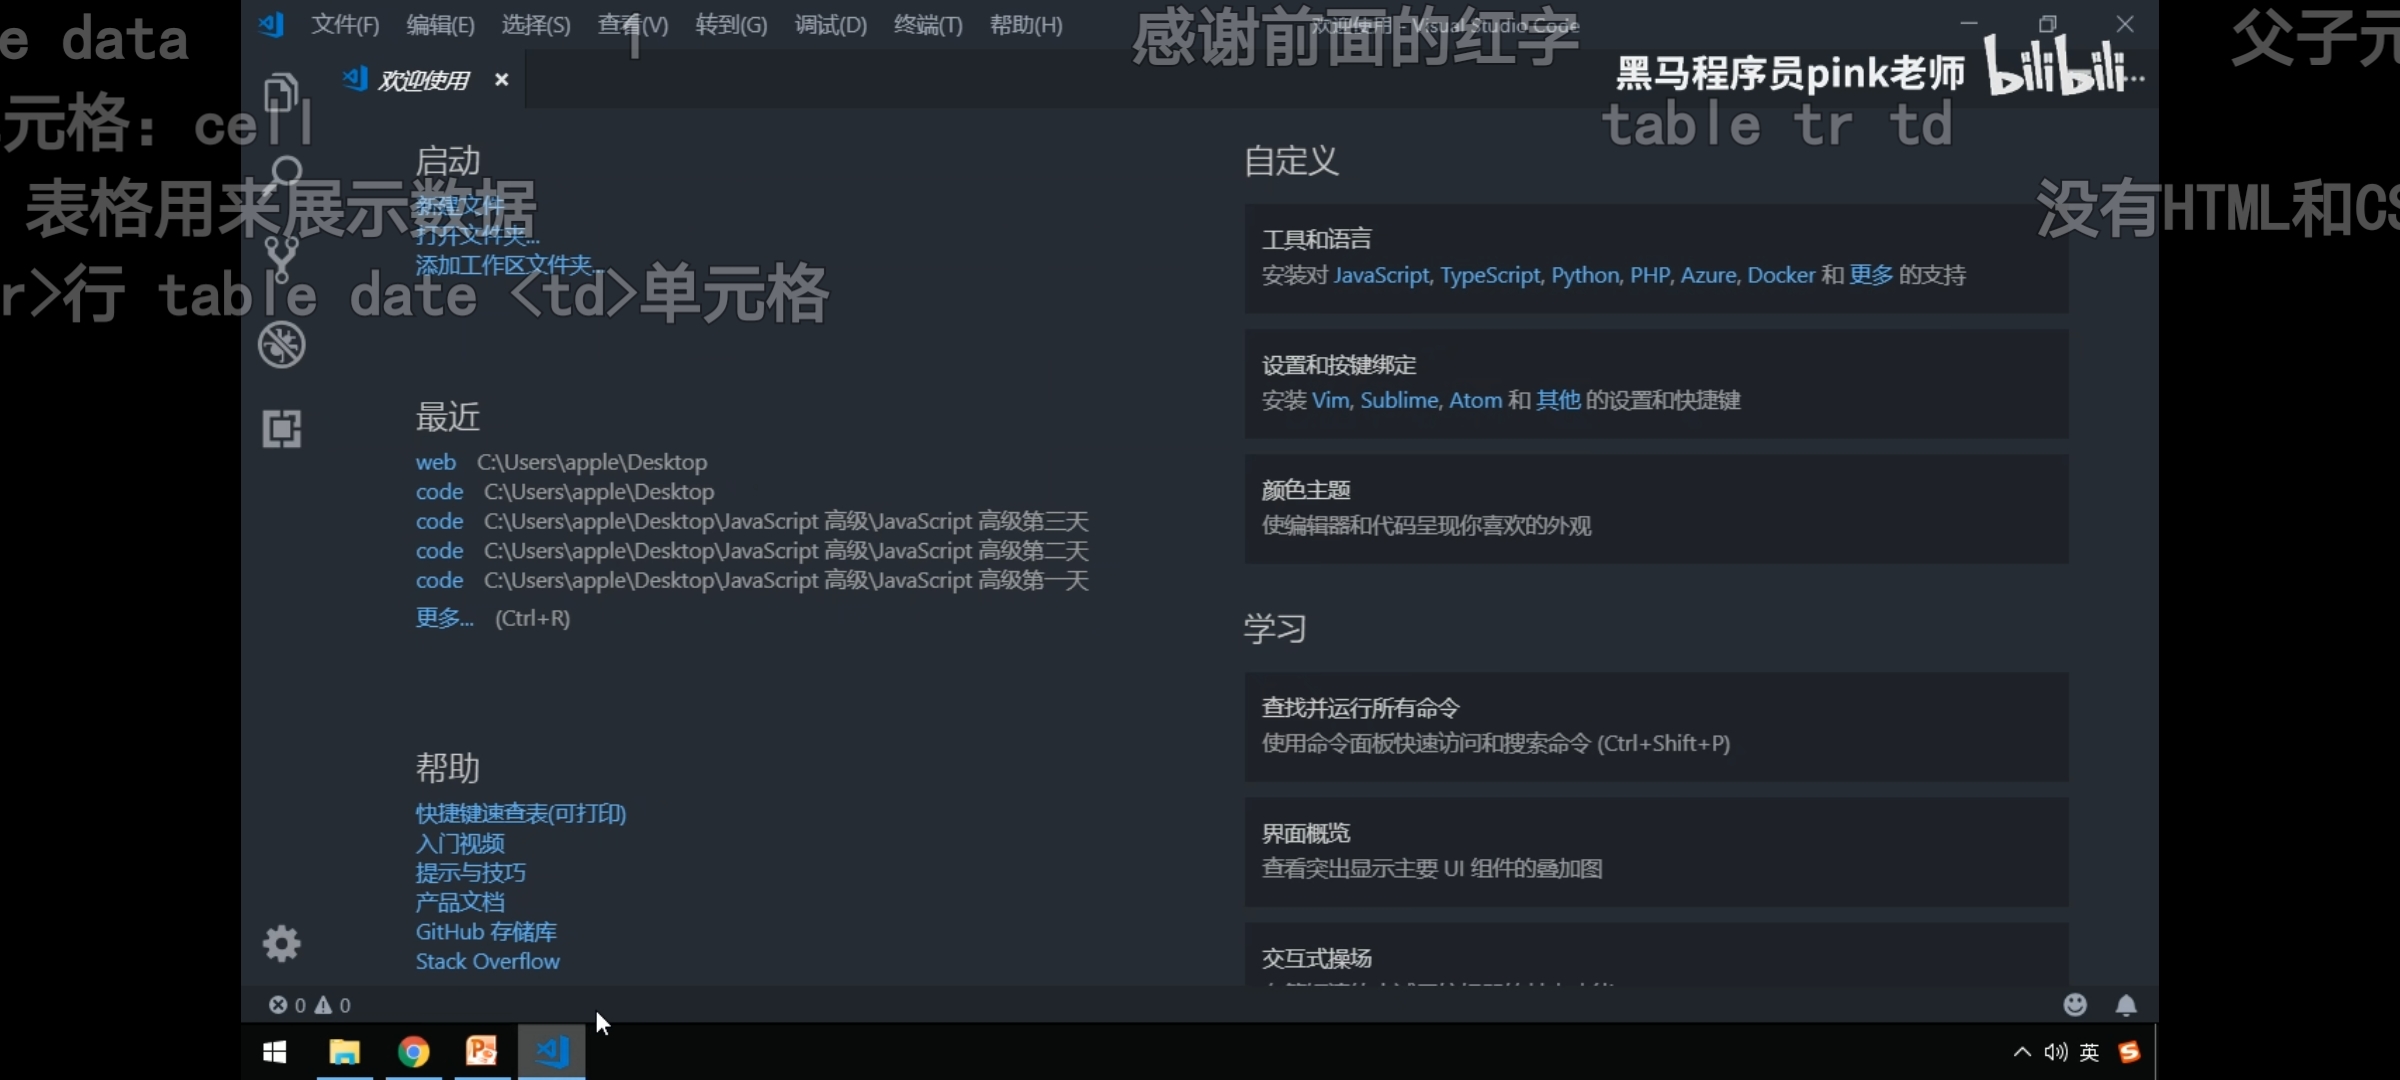 文件(F) 编辑(E) 选择(S) 查看(V) 转到(G) 调试(D) 终端(T) 帮助(H)
欢迎使用 - Visual Studio Code
感谢前面的红字
e data
父子元
欢迎使用
黑马程序员pink老师 bilibili
元格：cell
table tr td
表格用来展示数据
没有HTML和CS
r>行 table date <td>单元格
启动
新建文件
打开文件夹...
添加工作区文件夹...
最近
web C:\Users\apple\Desktop
code C:\Users\apple\Desktop
code C:\Users\apple\Desktop\JavaScript 高级\JavaScript 高级第三天
code C:\Users\apple\Desktop\JavaScript 高级\JavaScript 高级第二天
code C:\Users\apple\Desktop\JavaScript 高级\JavaScript 高级第一天
更多... (Ctrl+R)
帮助
快捷键速查表(可打印)
入门视频
提示与技巧
产品文档
GitHub 存储库
Stack Overflow
自定义
工具和语言
安装对 JavaScript, TypeScript, Python, PHP, Azure, Docker 和 更多 的支持
设置和按键绑定
安装 Vim, Sublime, Atom 和 其他 的设置和快捷键
颜色主题
使编辑器和代码呈现你喜欢的外观
学习
查找并运行所有命令
使用命令面板快速访问和搜索命令 (Ctrl+Shift+P)
界面概览
查看突出显示主要 UI 组件的叠加图
交互式操场
0 0
英